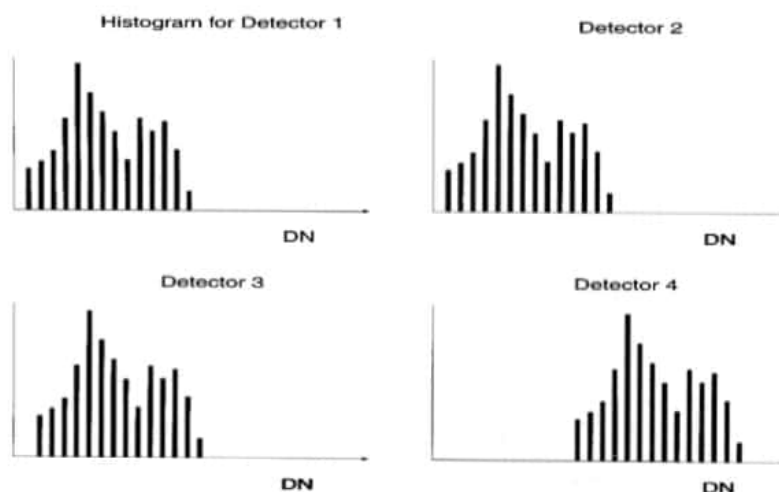 Histogram for Detector 1
Detector 2
DN
DN
Detector 3
Detector 4
DN
DN